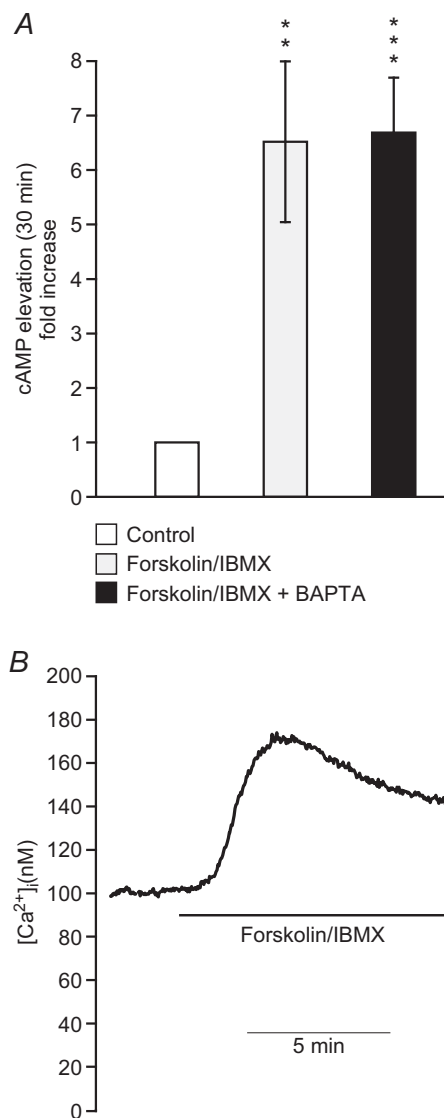 A
* *
* * *
8
7
6
5
4
3
2
1
0
cAMP elevation (30 min)
fold increase
Control
Forskolin/IBMX
Forskolin/IBMX + BAPTA
B
200
180
160
140
120
100
80
60
40
20
0
[Ca²⁺]ᵢ(nM)
Forskolin/IBMX
5 min